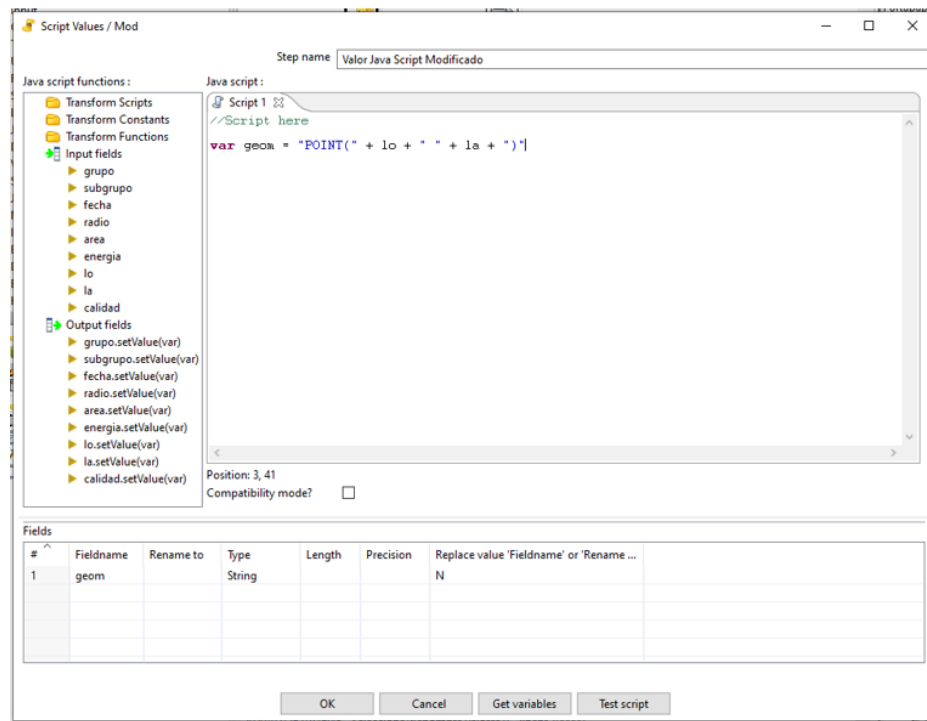 Script Values / Mod
Step name Valor Java Script Modificado
Java script functions :
Java script :
Transform Scripts
Transform Constants
Transform Functions
Input fields
grupo
subgrupo
fecha
radio
area
energia
lo
la
calidad
Output fields
grupo.setValue(var)
subgrupo.setValue(var)
fecha.setValue(var)
radio.setValue(var)
area.setValue(var)
energia.setValue(var)
lo.setValue(var)
la.setValue(var)
calidad.setValue(var)
Script 1
//Script here
var geom = "POINT(" + lo + " " + la + ")"
Position: 3, 41
Compatibility mode?
Fields
# Fieldname Rename to Type Length Precision Replace value 'Fieldname' or 'Rename ...
1 geom String N
OK Cancel Get variables Test script